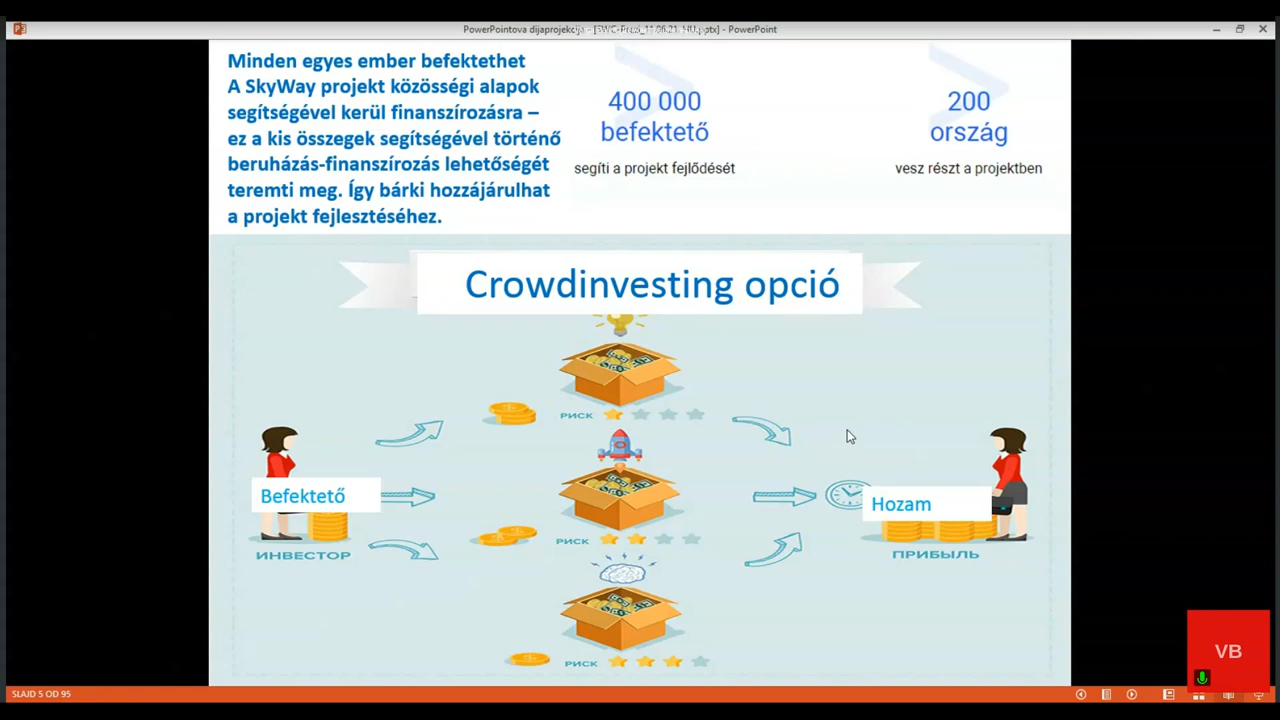 PowerPointova dijaprojekcija
.pptx] - PowerPoint
Minden egyes ember befektethet
A SkyWay projekt közösségi alapok
segítségével kerül finanszírozásra –
ez a kis összegek segítségével történő
beruházás-finanszírozás lehetőségét
teremti meg. Így bárki hozzájárulhat
a projekt fejlesztéséhez.
400 000
befektető
segíti a projekt fejlődését
200
ország
vesz részt a projektben
Crowdinvesting opció
РИСК
Befektető
ИНВЕСТОР
РИСК
Hozam
ПРИБЫЛЬ
РИСК
VB
SLAJD 5 OD 95